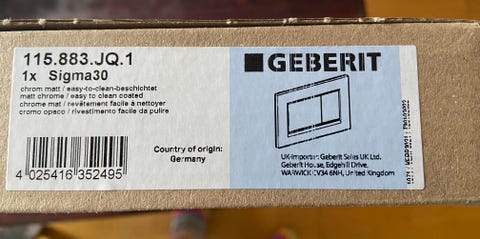 115.883.JQ.1
1x Sigma30
chrom matt / easy-to-clean-beschichtet
matt chrome / easy to clean coated
chrome mat / revêtement facile à nettoyer
cromo opaco / rivestimento facile da pulire
4 025416 352495
Country of origin:
Germany
GEBERIT
UK-Importer: Geberit Sales UK Ltd.
Geberit House, Edgehill Drive,
WARWICK CV34 6NH, United Kingdom